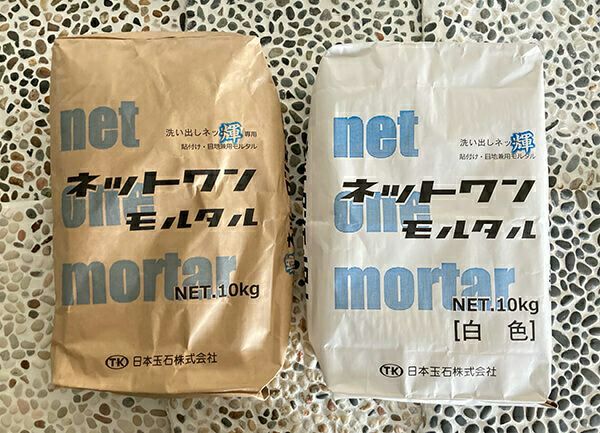 net
one
mortar
洗い出しネット輝専用
貼付け・目地兼用モルタル
ネットワン
モルタル
NET.10kg
TK 日本玉石株式会社
net
one
mortar
洗い出しネット輝
貼付け・目地兼用モルタル
ネットワン
モルタル
NET.10kg
[白 色]
TK 日本玉石株式会社